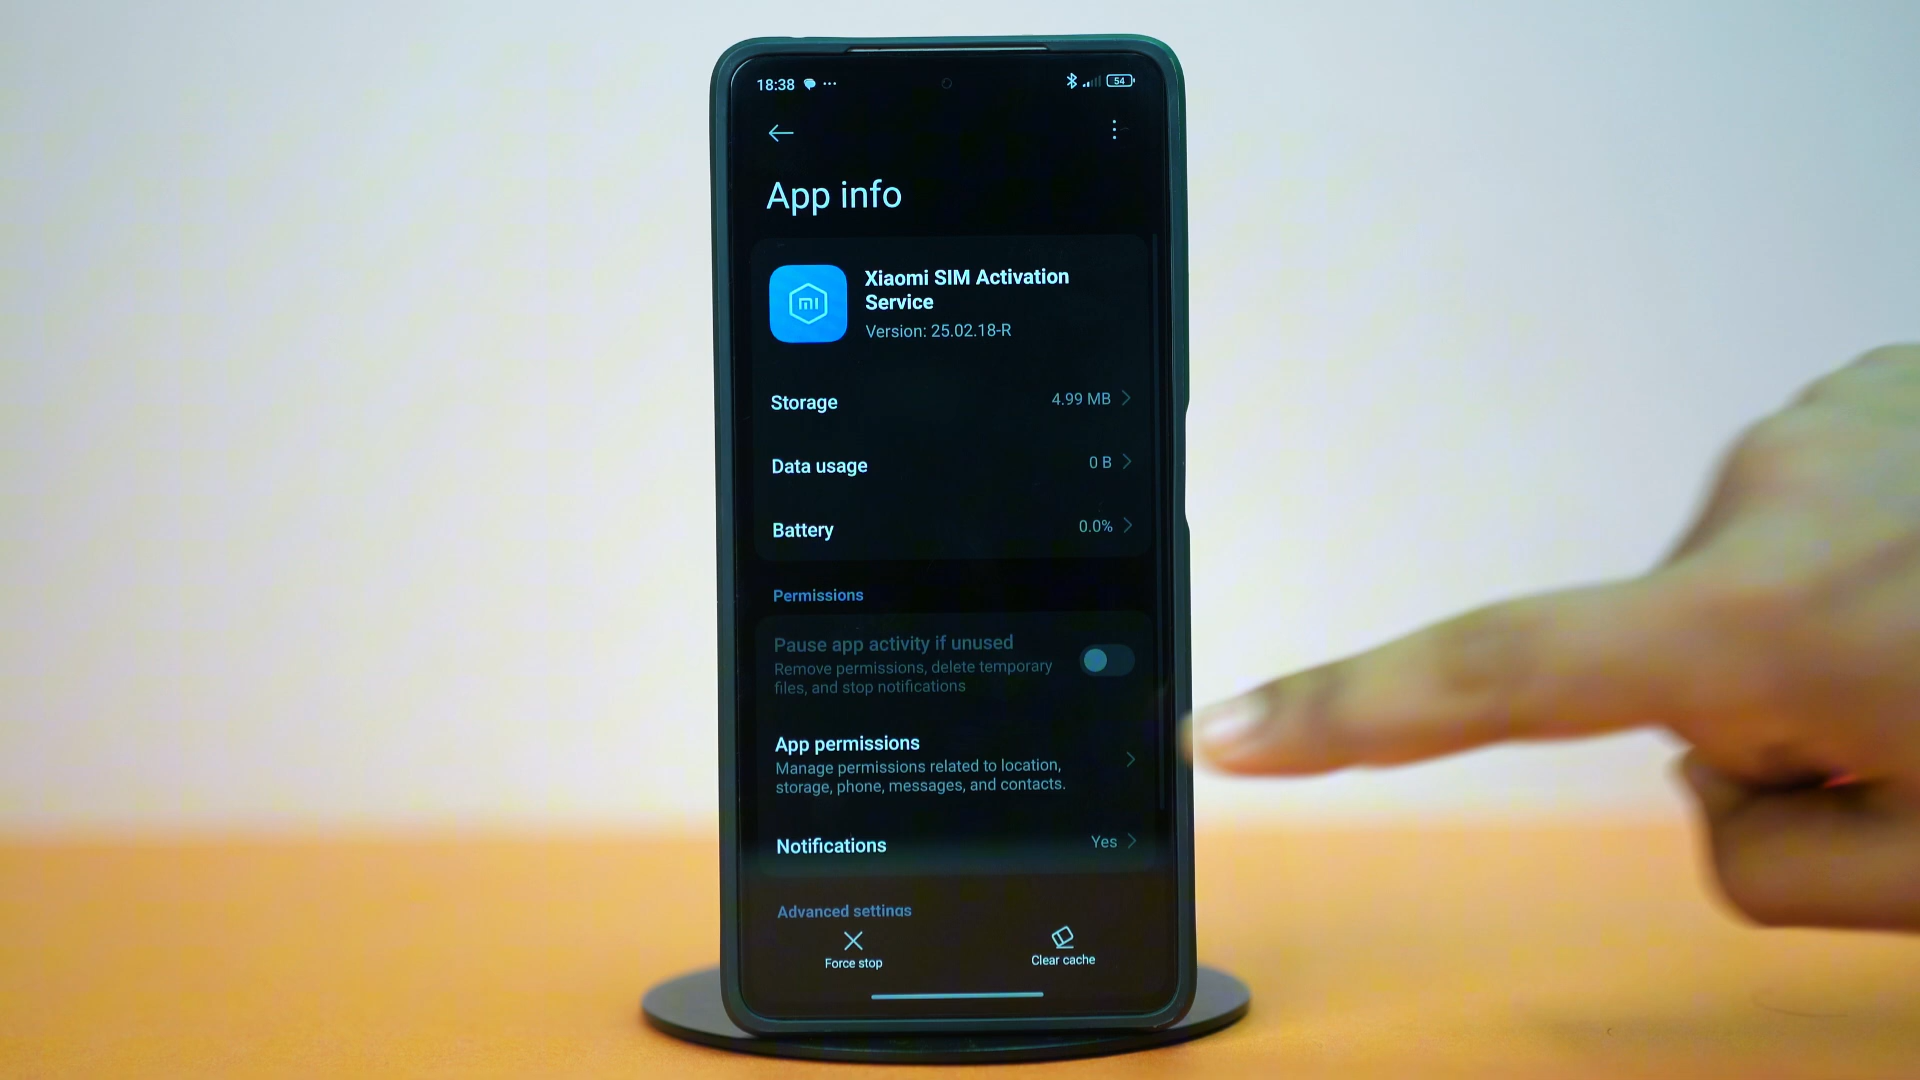 18:38
54
App info
mi
Xiaomi SIM Activation
Service
Version: 25.02.18-R
Storage 4.99 MB
Data usage 0 B
Battery 0.0%
Permissions
Pause app activity if unused
Remove permissions, delete temporary
files, and stop notifications
App permissions
Manage permissions related to location,
storage, phone, messages, and contacts.
Notifications Yes
Advanced settings
Force stop Clear cache